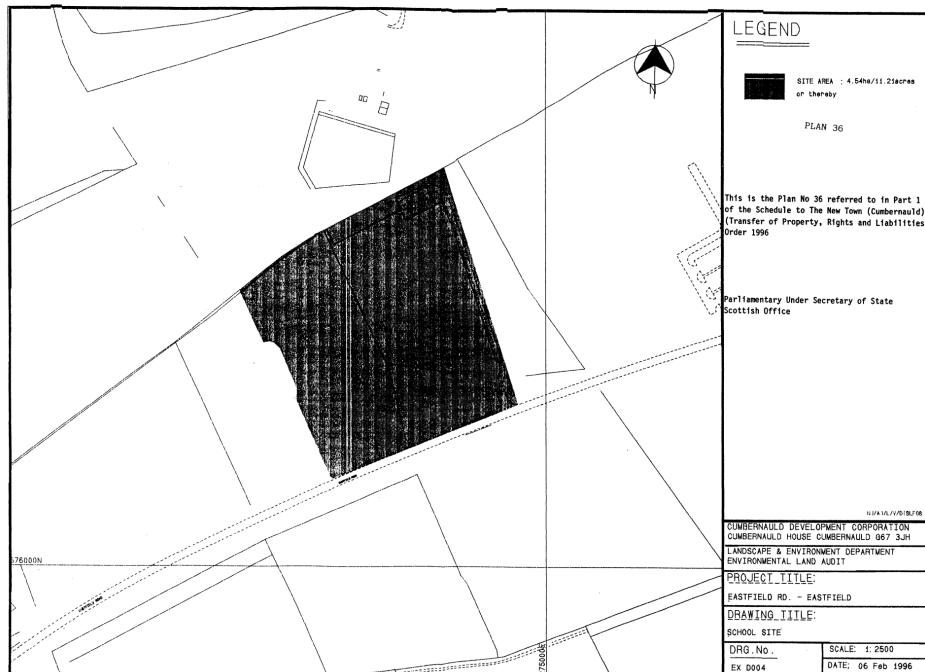 LEGEND
SITE AREA : 4.54ha/11.21acres
or thereby
PLAN 36
This is the Plan No 36 referred to in Part 1
of the Schedule to The New Town (Cumbernauld)
(Transfer of Property, Rights and Liabilities
Order 1996
Parliamentary Under Secretary of State
Scottish Office
N
676000N
75000E
CUMBERNAULD DEVELOPMENT CORPORATION
CUMBERNAULD HOUSE CUMBERNAULD G67 3JH
LANDSCAPE & ENVIRONMENT DEPARTMENT
ENVIRONMENTAL LAND AUDIT
PROJECT TITLE:
EASTFIELD RD. - EASTFIELD
DRAWING TITLE:
SCHOOL SITE
DRG.No.
EX D004
SCALE: 1:2500
DATE: 06 Feb 1996